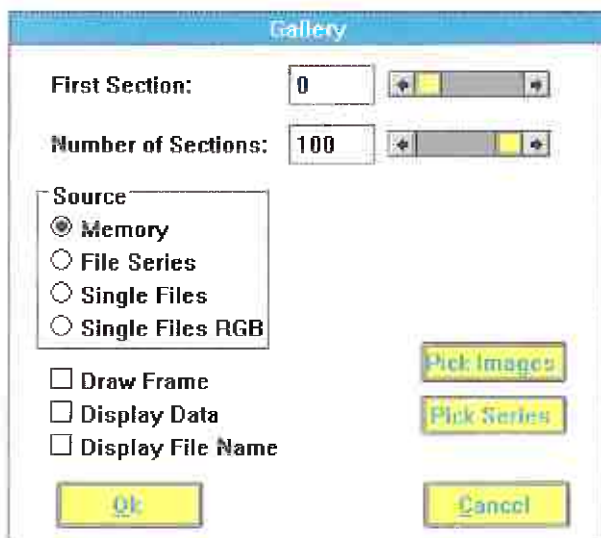 Gallery
First Section: 0
Number of Sections: 100
Source
Memory
File Series
Single Files
Single Files RGB
Pick Images
Draw Frame
Display Data
Pick Series
Display File Name
Ok Cancel